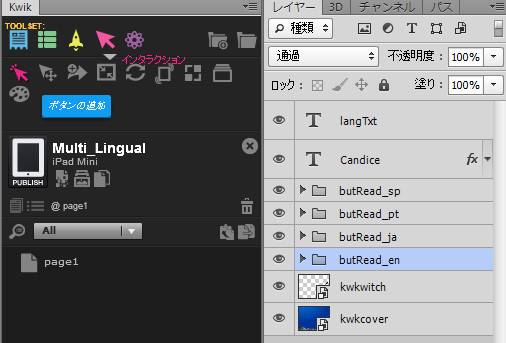 Kwik
TOOLSET:
インタラクション
ボタンの追加
Multi_Lingual
iPad Mini
PUBLISH
@ page1
All
page1
レイヤー
3D
チャンネル
パス
種類
通過
不透明度:
100%
ロック:
塗り:
100%
T
langTxt
T
Candice
fx
butRead_sp
butRead_pt
butRead_ja
butRead_en
kwkwitch
kwkcover